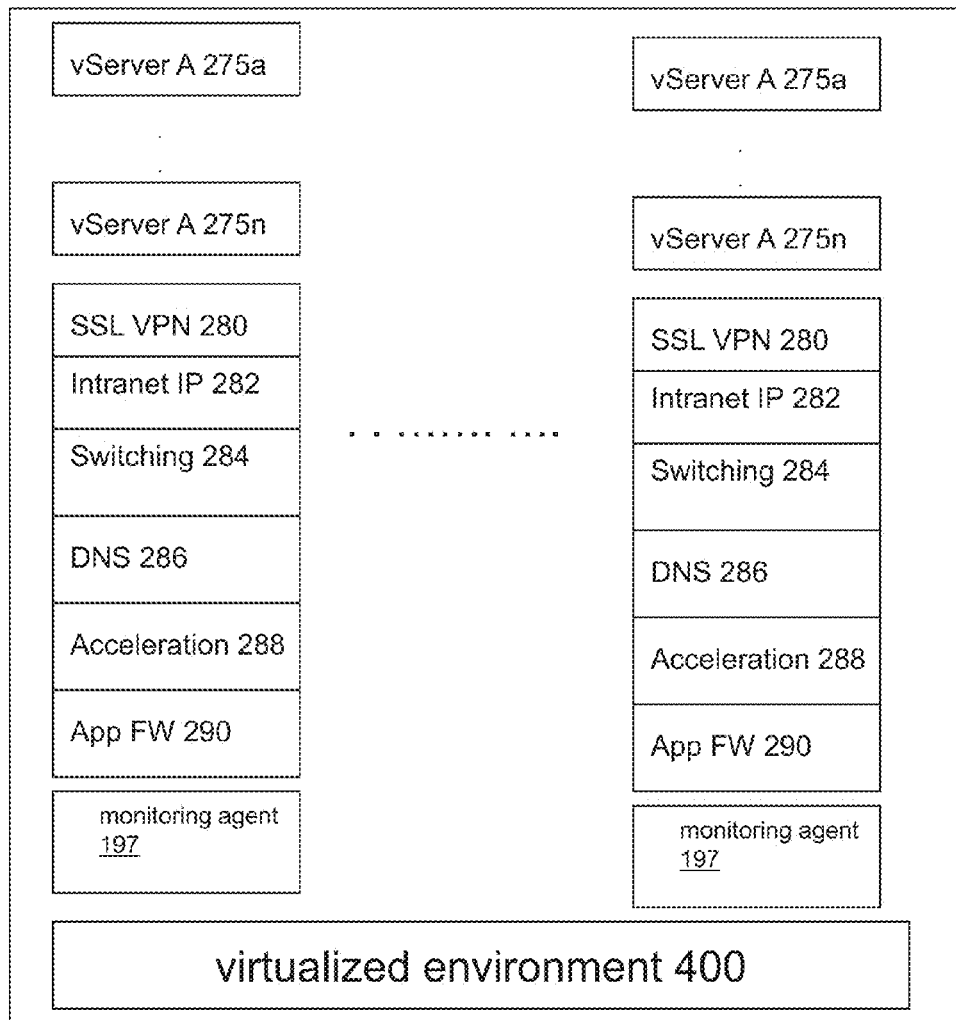 vServer A 275a
vServer A 275n
SSL VPN 280
Intranet IP 282
Switching 284
DNS 286
Acceleration 288
App FW 290
monitoring agent
197
vServer A 275a
vServer A 275n
SSL VPN 280
Intranet IP 282
Switching 284
DNS 286
Acceleration 288
App FW 290
monitoring agent
197
virtualized environment 400